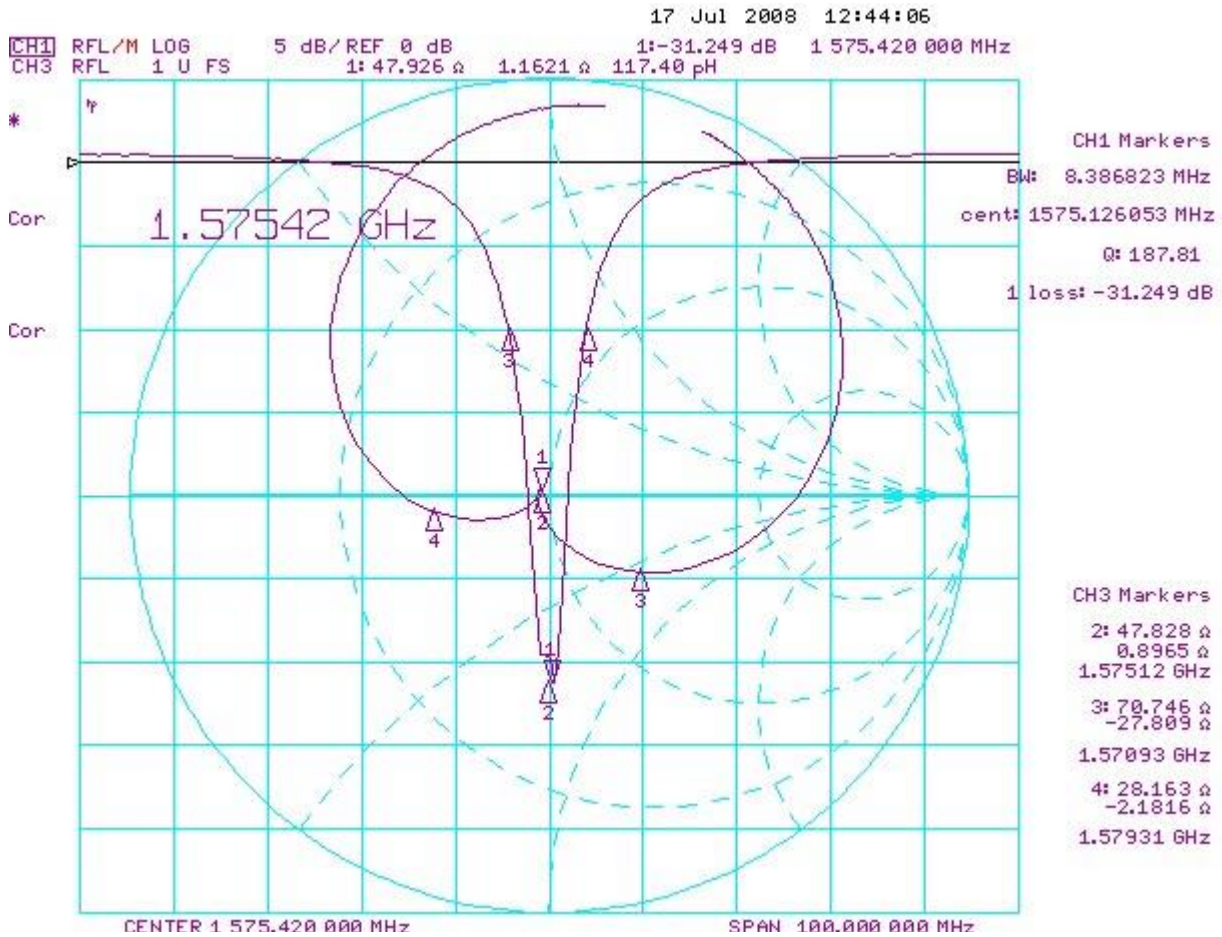 17 Jul 2008 12:44:06
CH1 RFL/M LOG 5 dB/REF 0 dB 1:-31.249 dB 1 575.420 000 MHz
CH3 RFL 1 U FS 1: 47.926 Ω 1.1621 Ω 117.40 pH
*
CH1 Markers
BW: 8.386823 MHz
Cor
1.57542 GHz
cent: 1575.126053 MHz
Q: 187.81
1 loss: -31.249 dB
Cor
3
4
1
2
4
3
1
2
CH3 Markers
2: 47.828 Ω
0.8965 Ω
1.57512 GHz
3: 70.746 Ω
-27.809 Ω
1.57093 GHz
4: 28.163 Ω
-2.1816 Ω
1.57931 GHz
CENTER 1 575.420 000 MHz SPAN 100.000 000 MHz